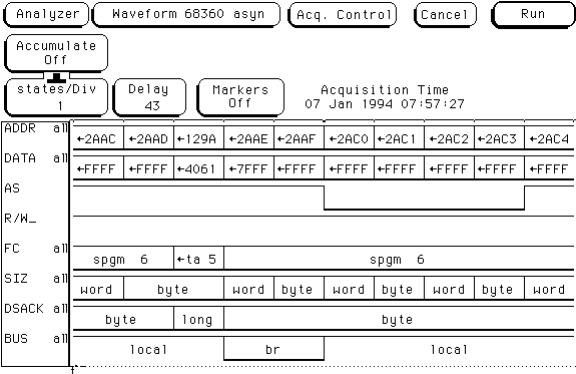 Analyzer Waveform 68360 asyn Acq. Control Cancel Run
Accumulate
Off
states/Div Delay Markers Acquisition Time
1 43 Off 07 Jan 1994 07:57:27
ADDR all ←2AAC ←2AAD ←129A ←2AAE ←2AAF ←2AC0 ←2AC1 ←2AC2 ←2AC3 ←2AC4
DATA all ←FFFF ←FFFF ←4061 ←7FFF ←FFFF ←FFFF ←FFFF ←FFFF ←FFFF ←FFFF
AS
R/W_
FC all spgm 6 ←ta 5 spgm 6
SIZ all word byte word byte word byte word byte word
DSACK all byte long byte
BUS all local br local